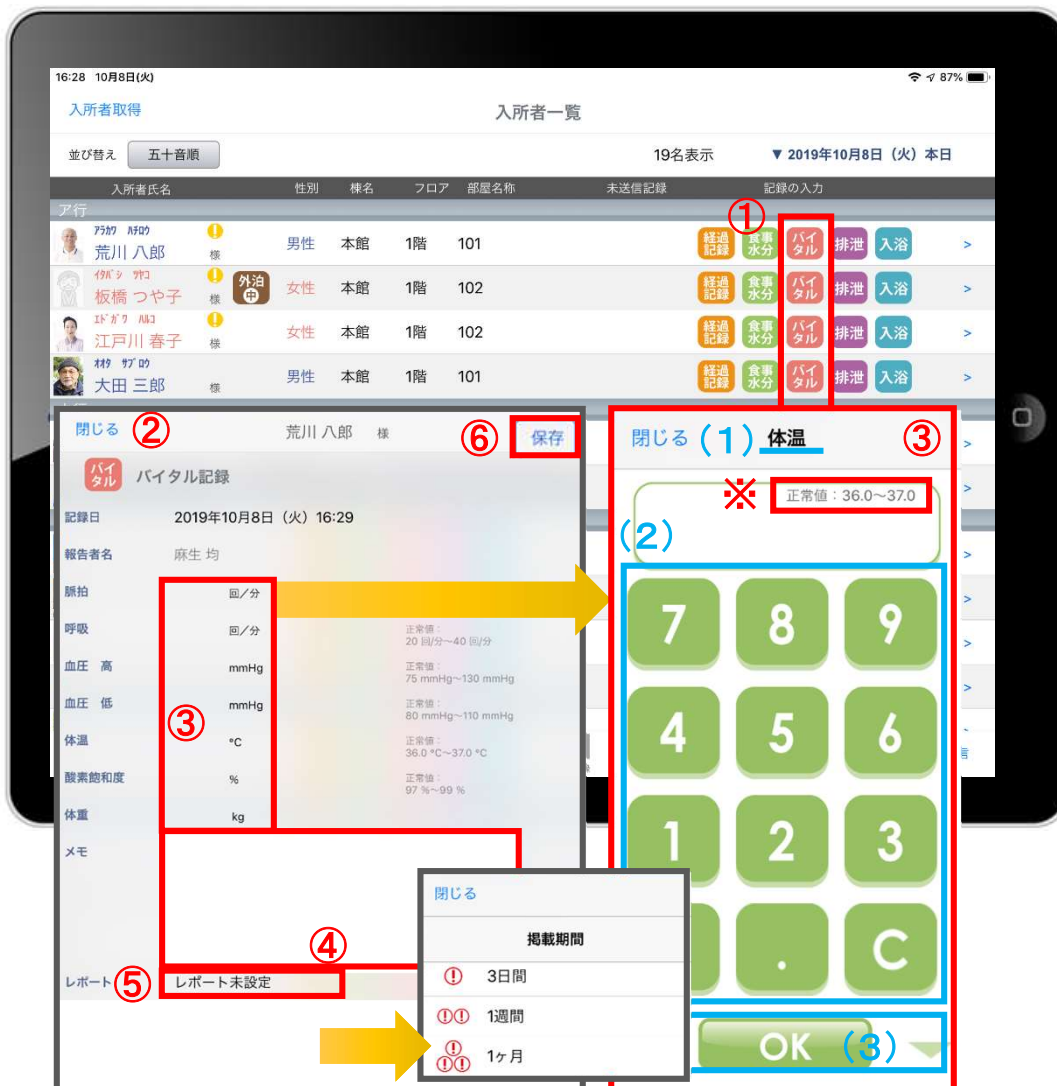 16:28 10月8日(火)
87%
入所者取得
入所者一覧
並び替え 五十音順
19名表示
▼ 2019年10月8日（火）本日
入所者氏名 性別 棟名 フロア 部屋名称 未送信記録 記録の入力
ア行
①
ｱﾗｶﾜ ﾊﾁﾛｳ
荒川 八郎 様 男性 本館 1階 101 経過記録 食事水分 バイタル 排泄 入浴 >
ｲﾀﾊﾞｼ ﾂﾔｺ
板橋 つや子 様 外泊中 女性 本館 1階 102 経過記録 食事水分 バイタル 排泄 入浴 >
ｴﾄﾞｶﾞﾜ ﾊﾙｺ
江戸川 春子 様 女性 本館 1階 102 経過記録 食事水分 バイタル 排泄 入浴 >
ｵｵﾀ ｻﾌﾞﾛｳ
大田 三郎 様 男性 本館 1階 101 経過記録 食事水分 バイタル 排泄 入浴 >
閉じる ② 荒川 八郎 様 ⑥ 保存
バイタル バイタル記録
記録日 2019年10月8日（火）16:29
報告者名 麻生 均
脈拍 回／分
呼吸 回／分 正常値：
20 回/分～40 回/分
血圧 高 mmHg 正常値：
75 mmHg～130 mmHg
血圧 低 mmHg 正常値：
80 mmHg～110 mmHg
③
体温 °C 正常値：
36.0 °C～37.0 °C
酸素飽和度 % 正常値：
97 %～99 %
体重 kg
メモ
④
レポート ⑤ レポート未設定
閉じる
掲載期間
3日間
1週間
1ヶ月
閉じる （1） 体温 ③
※ 正常値：36.0～37.0
（2）
7 8 9
4 5 6
1 2 3
. C
OK （3）